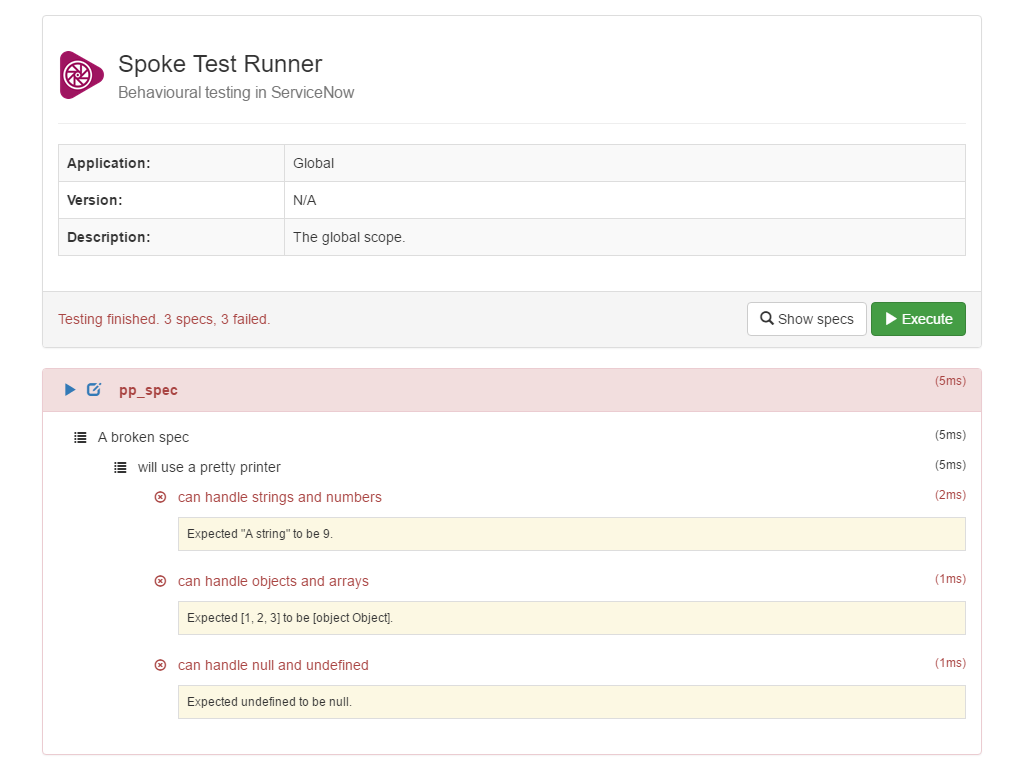 Spoke Test Runner
Behavioural testing in ServiceNow
Application: Global
Version: N/A
Description: The global scope.
Testing finished. 3 specs, 3 failed. Show specs Execute
pp_spec (5ms)
A broken spec (5ms)
will use a pretty printer (5ms)
can handle strings and numbers (2ms)
Expected "A string" to be 9.
can handle objects and arrays (1ms)
Expected [1, 2, 3] to be [object Object].
can handle null and undefined (1ms)
Expected undefined to be null.